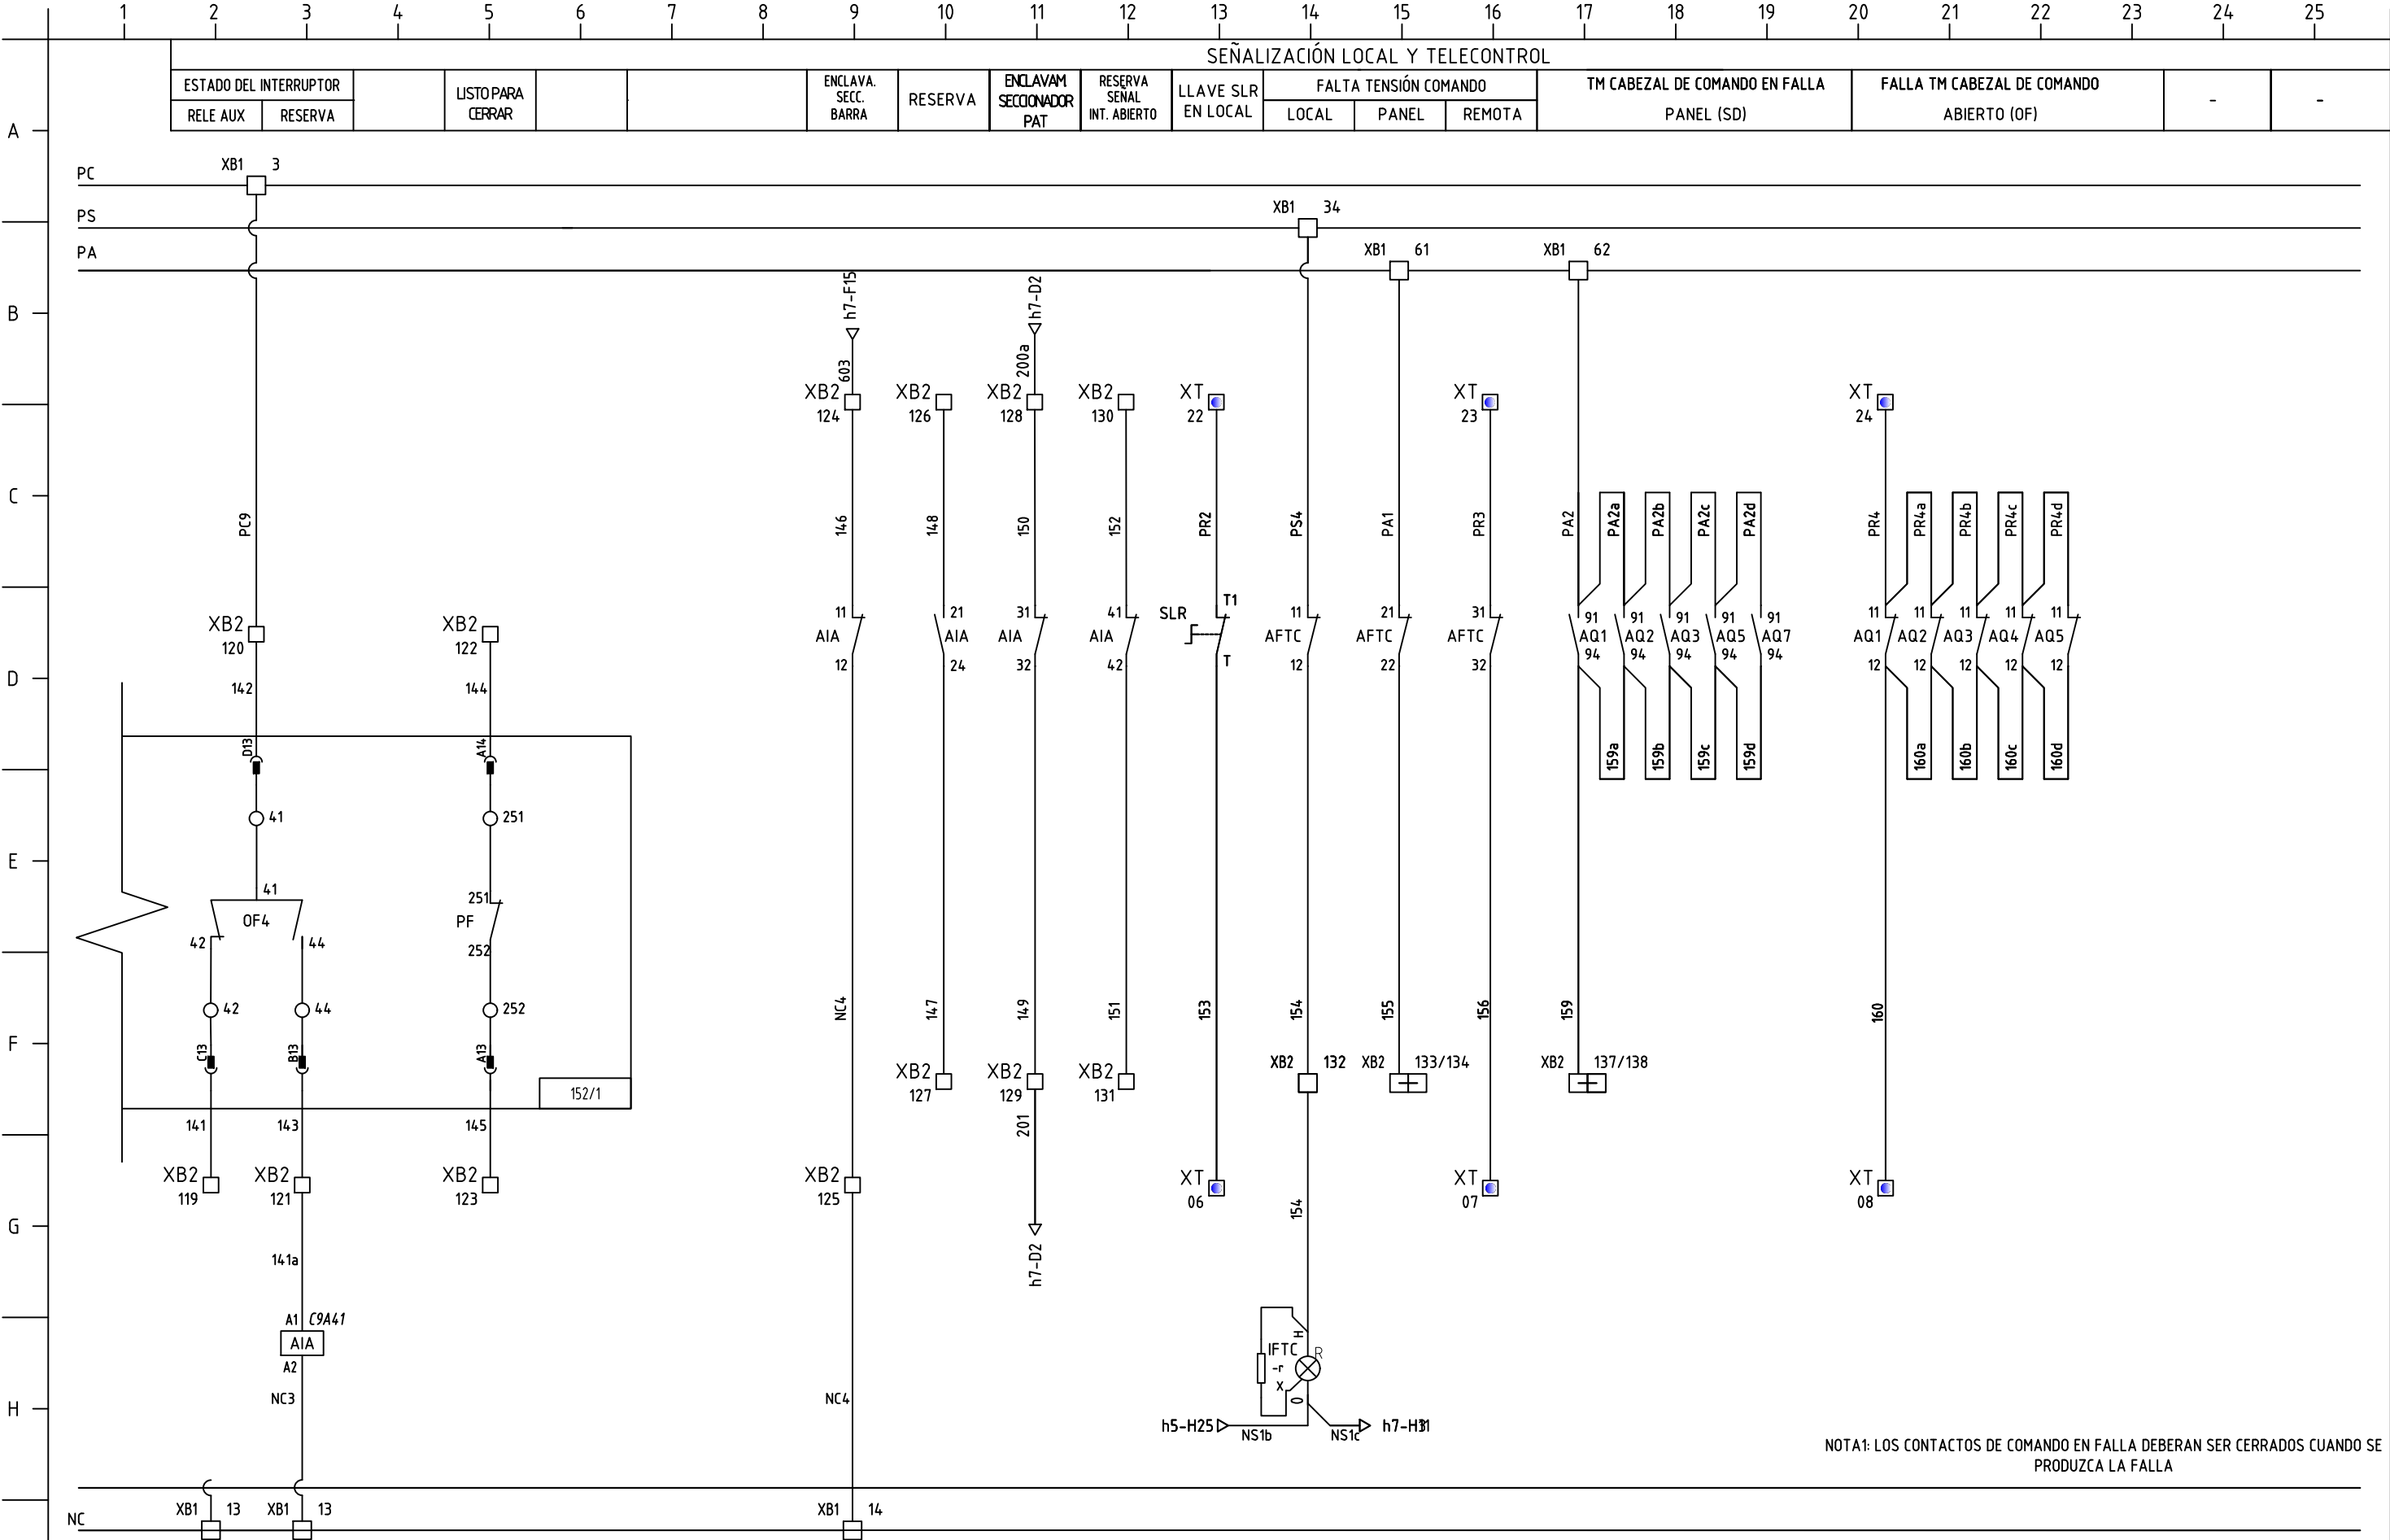 1 2 3 4 5 6 7 8 9 10 11 12 13 14 15 16 17 18 19 20 21 22 23 24 25
SEÑALIZACIÓN LOCAL Y TELECONTROL
ESTADO DEL INTERRUPTOR
RELE AUX
RESERVA
LISTO PARA
CERRAR
ENCLAVA.
SECC.
BARRA
RESERVA
ENCLAVAM.
SECCIONADOR
PAT
RESERVA
SEÑAL
INT. ABIERTO
LLAVE SLR
EN LOCAL
FALTA TENSIÓN COMANDO
LOCAL
PANEL
REMOTA
TM CABEZAL DE COMANDO EN FALLA
PANEL (SD)
FALLA TM CABEZAL DE COMANDO
ABIERTO (OF)
-
-
A
XB1 3
PC
PS
XB1 34
PA
XB1 61
XB1 62
B
h7-F15
h7-D2
603
200a
XB2
124
XB2
126
XB2
128
XB2
130
XT
22
XT
23
XT
24
C
PC9
146
148
150
152
PR2
PS4
PA1
PR3
PA2
PA2a
PA2b
PA2c
PA2d
PR4
PR4a
PR4b
PR4c
PR4d
XB2
120
XB2
122
11
AIA
12
21
AIA
24
31
AIA
32
41
AIA
42
SLR
T1
T
11
AFTC
12
21
AFTC
22
31
AFTC
32
91
AQ1
94
91
AQ2
94
91
AQ3
94
91
AQ5
94
91
AQ7
94
11
AQ1
12
11
AQ2
12
11
AQ3
12
11
AQ4
12
11
AQ5
12
D
142
144
D13
A14
159a
159b
159c
159d
160a
160b
160c
160d
41
251
E
41
OF4
42
44
251
PF
252
42
44
252
NC4
147
149
151
153
154
155
156
159
160
F
C13
B13
A13
152/1
XB2
127
XB2
129
XB2
131
XB2 132
XB2 133/134
XB2 137/138
141
143
145
201
XB2
119
XB2
121
XB2
123
XB2
125
XT
06
XT
07
XT
08
G
154
141a
h7-D2
A1 C9A41
AIA
A2
H
IFTC
R
-r
X
0
NC3
NC4
H
h5-H25
NS1b
NS1c
NOTA1: LOS CONTACTOS DE COMANDO EN FALLA DEBERAN SER CERRADOS CUANDO SE
PRODUZCA LA FALLA
NC
XB1 13
XB1 13
XB1 14